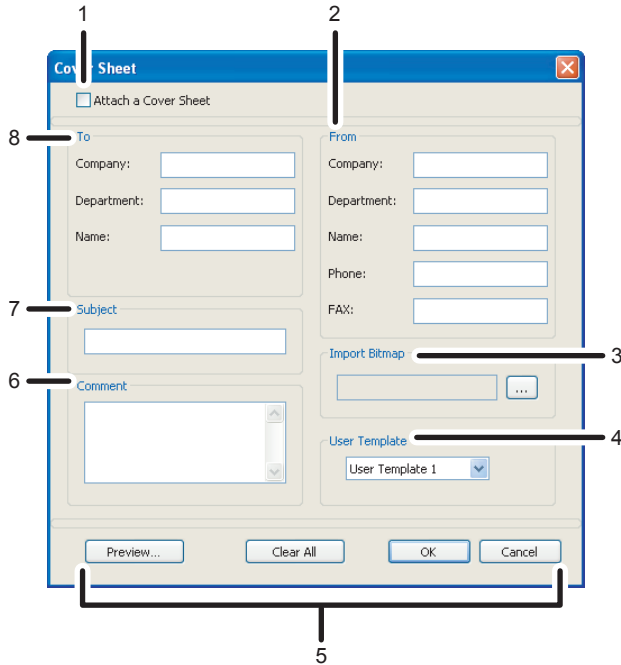 1
2
Cover Sheet
Attach a Cover Sheet
8
To
Company:
Department:
Name:
From
Company:
Department:
Name:
Phone:
FAX:
7
Subject
Import Bitmap
3
...
6
Comment
User Template
4
User Template 1
Preview...
Clear All
OK
Cancel
5